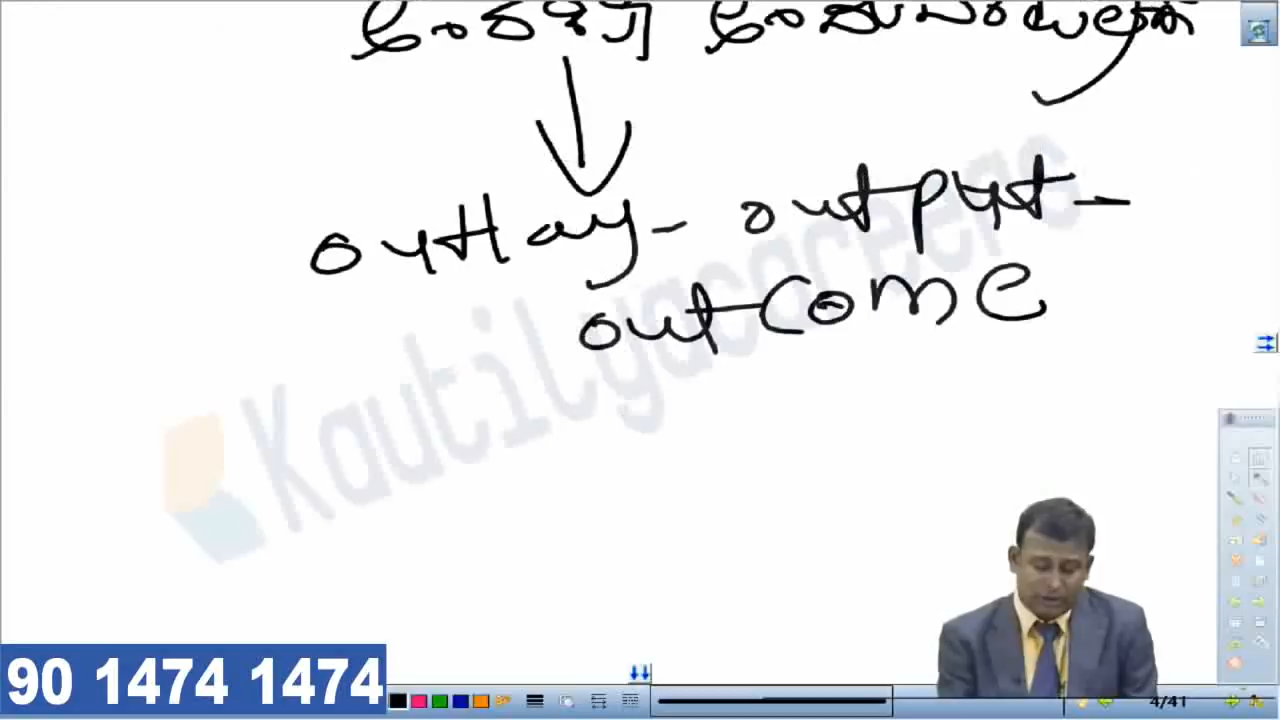 outlay - output -
outcome
Kautilyacareers
90 1474 1474
4/41